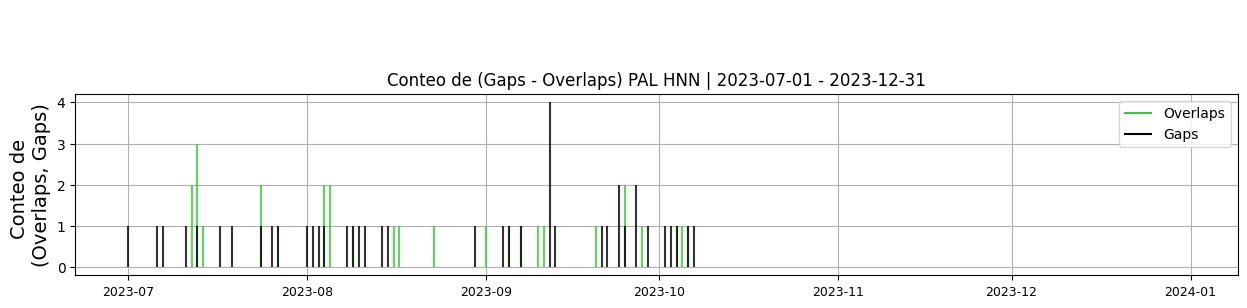 Conteo de (Gaps - Overlaps) PAL HNN | 2023-07-01 - 2023-12-31
Conteo de
(Overlaps, Gaps)
4
3
2
1
0
Overlaps
Gaps
2023-07
2023-08
2023-09
2023-10
2023-11
2023-12
2024-01